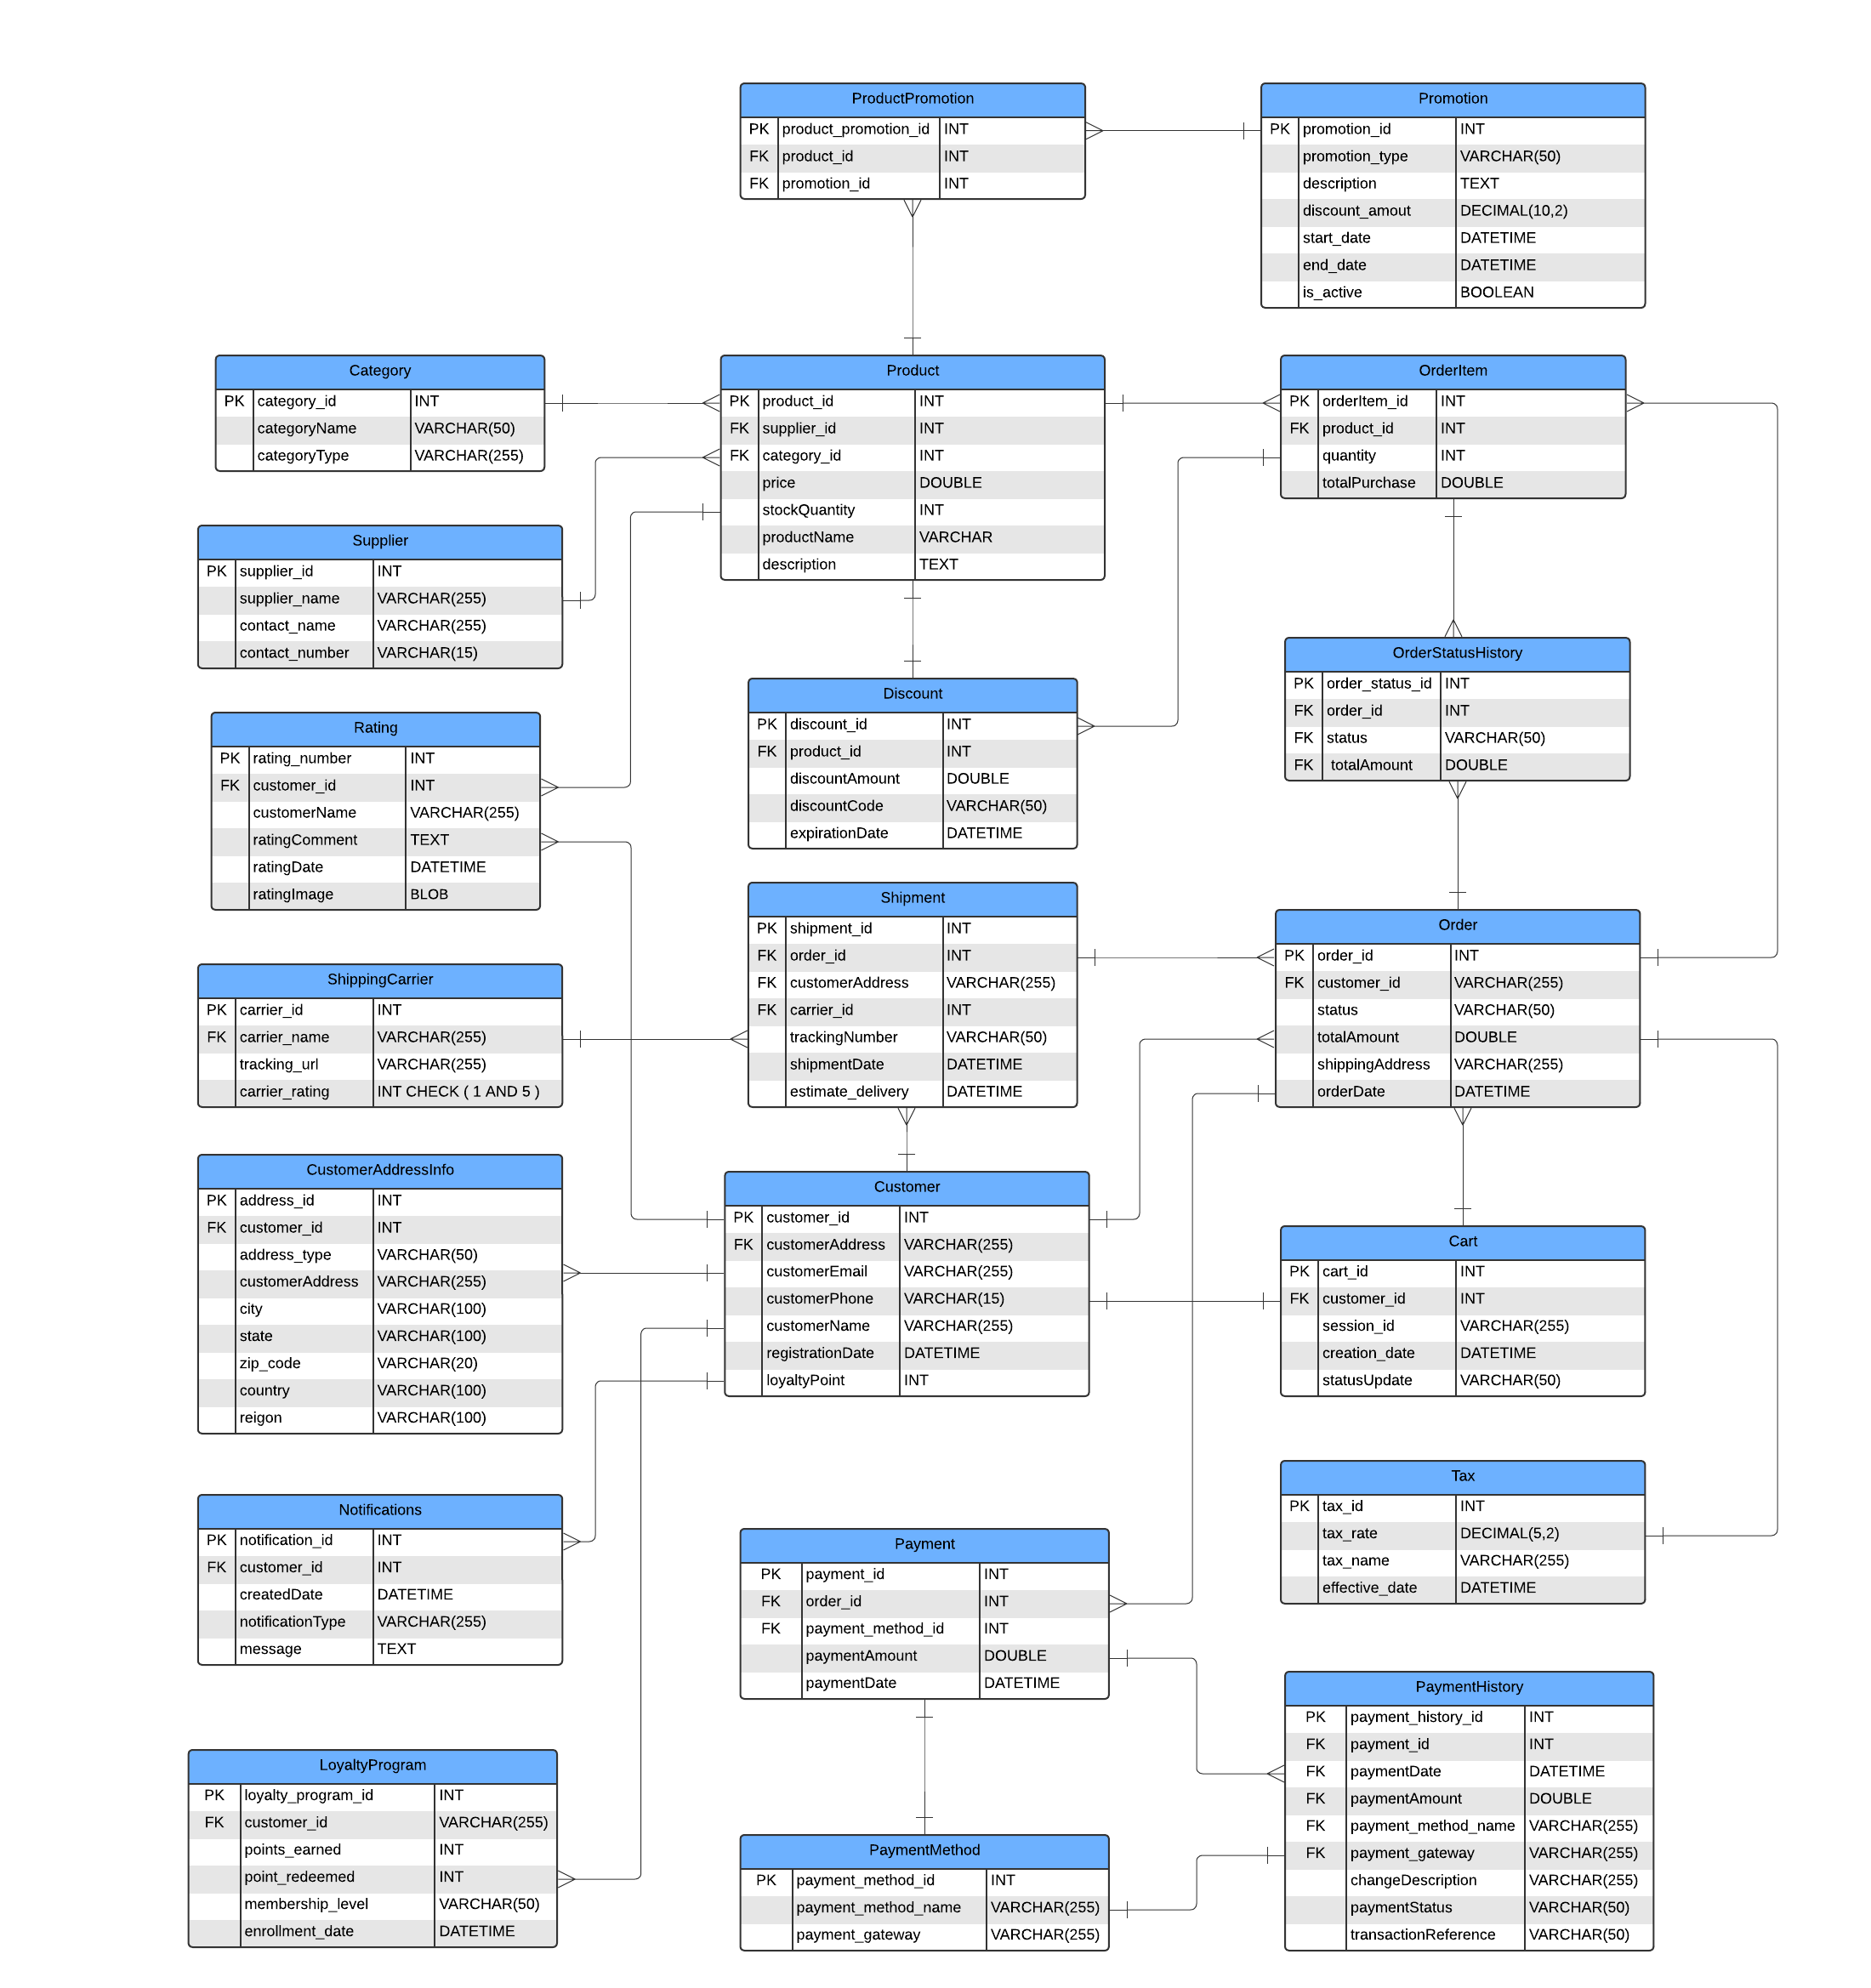 ProductPromotion
PK product_promotion_id INT
FK product_id INT
FK promotion_id INT
Promotion
PK promotion_id INT
promotion_type VARCHAR(50)
description TEXT
discount_amout DECIMAL(10,2)
start_date DATETIME
end_date DATETIME
is_active BOOLEAN
Category
PK category_id INT
categoryName VARCHAR(50)
categoryType VARCHAR(255)
Product
PK product_id INT
FK supplier_id INT
FK category_id INT
price DOUBLE
stockQuantity INT
productName VARCHAR
description TEXT
OrderItem
PK orderItem_id INT
FK product_id INT
quantity INT
totalPurchase DOUBLE
Supplier
PK supplier_id INT
supplier_name VARCHAR(255)
contact_name VARCHAR(255)
contact_number VARCHAR(15)
OrderStatusHistory
PK order_status_id INT
FK order_id INT
FK status VARCHAR(50)
FK totalAmount DOUBLE
Discount
PK discount_id INT
FK product_id INT
discountAmount DOUBLE
discountCode VARCHAR(50)
expirationDate DATETIME
Rating
PK rating_number INT
FK customer_id INT
customerName VARCHAR(255)
ratingComment TEXT
ratingDate DATETIME
ratingImage BLOB
Shipment
PK shipment_id INT
FK order_id INT
FK customerAddress VARCHAR(255)
FK carrier_id INT
trackingNumber VARCHAR(50)
shipmentDate DATETIME
estimate_delivery DATETIME
Order
PK order_id INT
FK customer_id VARCHAR(255)
status VARCHAR(50)
totalAmount DOUBLE
shippingAddress VARCHAR(255)
orderDate DATETIME
ShippingCarrier
PK carrier_id INT
FK carrier_name VARCHAR(255)
tracking_url VARCHAR(255)
carrier_rating INT CHECK ( 1 AND 5 )
CustomerAddressInfo
PK address_id INT
FK customer_id INT
address_type VARCHAR(50)
customerAddress VARCHAR(255)
city VARCHAR(100)
state VARCHAR(100)
zip_code VARCHAR(20)
country VARCHAR(100)
reigon VARCHAR(100)
Customer
PK customer_id INT
FK customerAddress VARCHAR(255)
customerEmail VARCHAR(255)
customerPhone VARCHAR(15)
customerName VARCHAR(255)
registrationDate DATETIME
loyaltyPoint INT
Cart
PK cart_id INT
FK customer_id INT
session_id VARCHAR(255)
creation_date DATETIME
statusUpdate VARCHAR(50)
Tax
PK tax_id INT
tax_rate DECIMAL(5,2)
tax_name VARCHAR(255)
effective_date DATETIME
Notifications
PK notification_id INT
FK customer_id INT
createdDate DATETIME
notificationType VARCHAR(255)
message TEXT
Payment
PK payment_id INT
FK order_id INT
FK payment_method_id INT
paymentAmount DOUBLE
paymentDate DATETIME
PaymentHistory
PK payment_history_id INT
FK payment_id INT
FK paymentDate DATETIME
FK paymentAmount DOUBLE
FK payment_method_name VARCHAR(255)
FK payment_gateway VARCHAR(255)
changeDescription VARCHAR(255)
paymentStatus VARCHAR(50)
transactionReference VARCHAR(50)
LoyaltyProgram
PK loyalty_program_id INT
FK customer_id VARCHAR(255)
points_earned INT
point_redeemed INT
membership_level VARCHAR(50)
enrollment_date DATETIME
PaymentMethod
PK payment_method_id INT
payment_method_name VARCHAR(255)
payment_gateway VARCHAR(255)